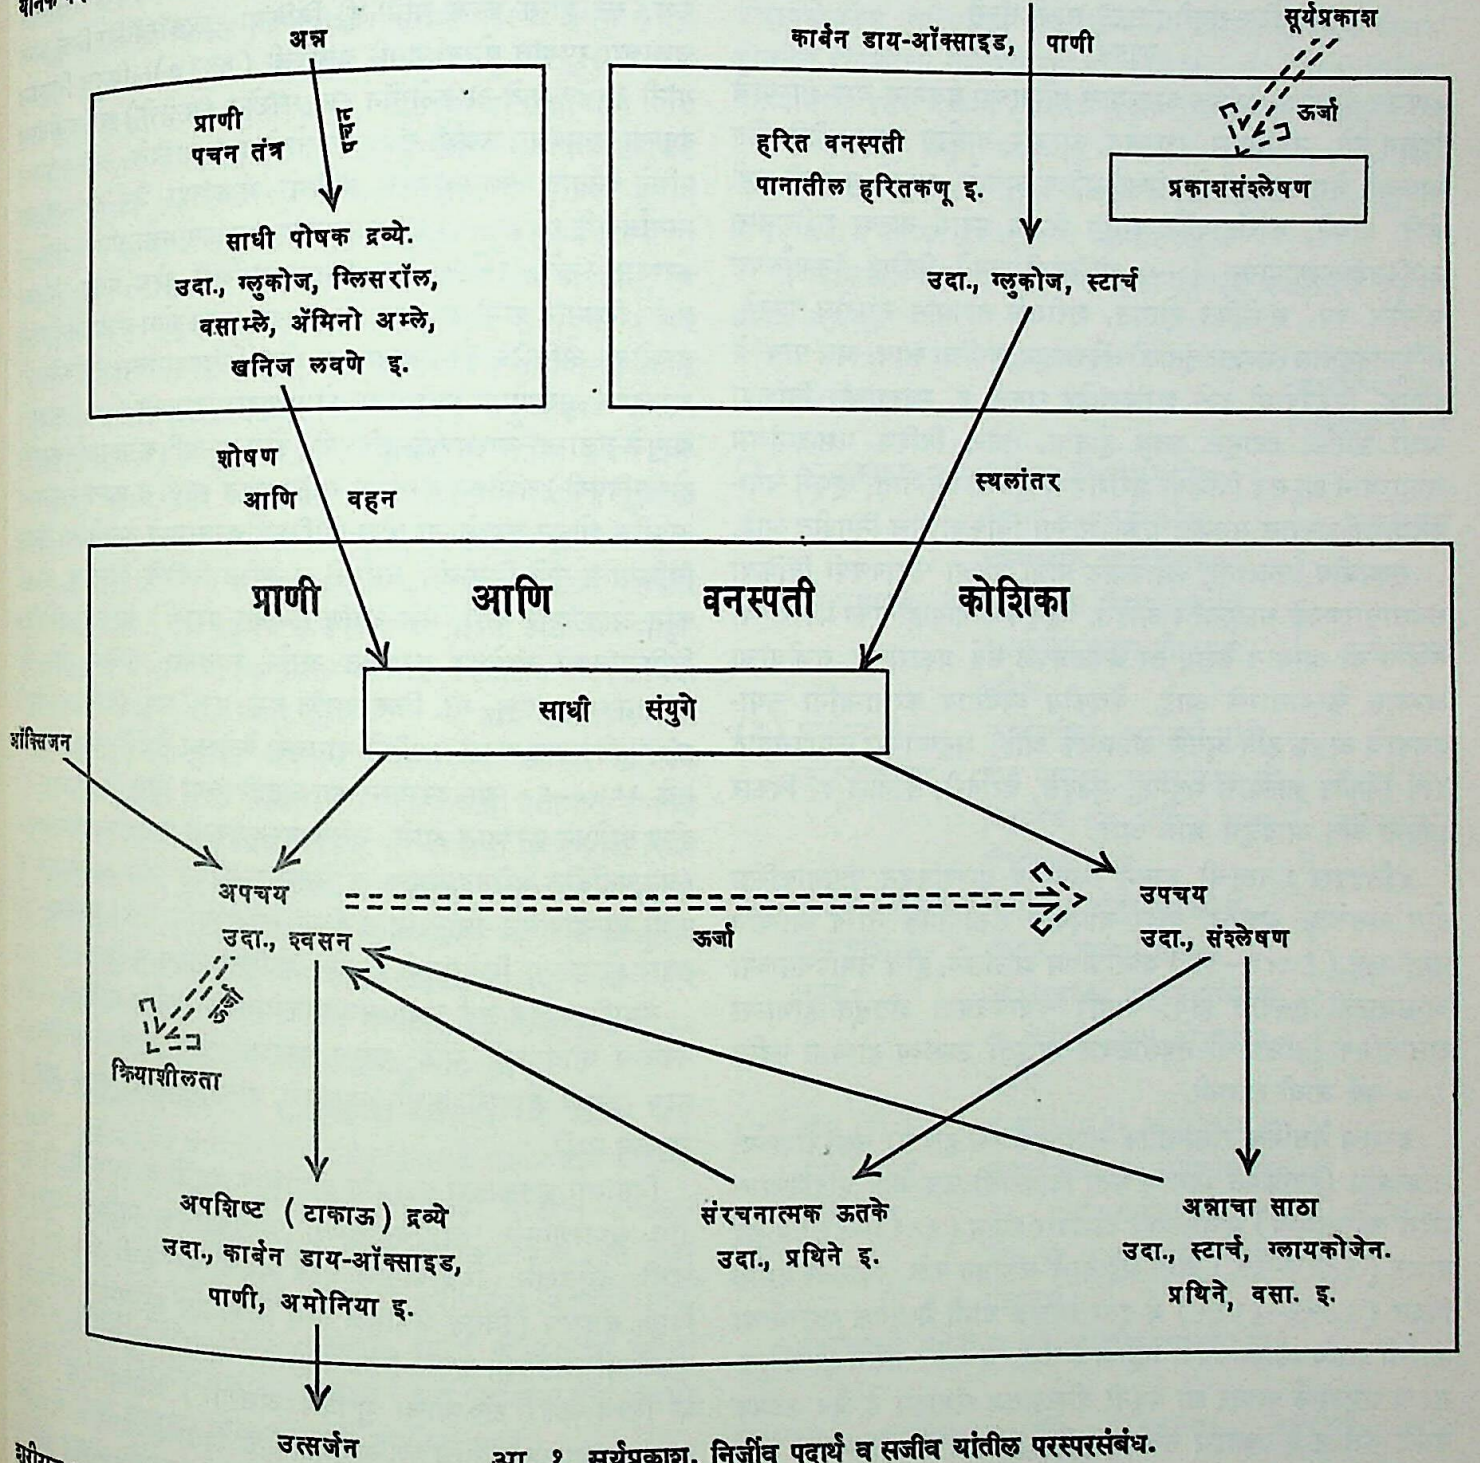 अन्न
प्राणी
पचन तंत्र
पचन
साधी पोषक द्रव्ये.
उदा., ग्लुकोज, ग्लिसरॉल,
वसाम्ले, ॲमिनो अम्ले,
खनिज लवणे इ.
कार्बन डाय-ऑक्साइड, पाणी
सूर्यप्रकाश
ऊर्जा
हरित वनस्पती
पानातील हरितकणू इ.
प्रकाशसंश्लेषण
उदा., ग्लुकोज, स्टार्च
शोषण
आणि वहन
स्थलांतर
प्राणी आणि वनस्पती कोशिका
साधी संयुगे
ऑक्सिजन
अपचय
उदा., श्वसन
ऊर्जा
उपचय
उदा., संश्लेषण
ऊर्जा
क्रियाशीलता
अपशिष्ट (टाकाऊ) द्रव्ये
उदा., कार्बन डाय-ऑक्साइड,
पाणी, अमोनिया इ.
संरचनात्मक ऊतके
उदा., प्रथिने इ.
अन्नाचा साठा
उदा., स्टार्च, ग्लायकोजेन.
प्रथिने, वसा. इ.
उत्सर्जन
आ. १. सूर्यप्रकाश, निर्जीव पदार्थ व सजीव यांतील परस्परसंबंध.